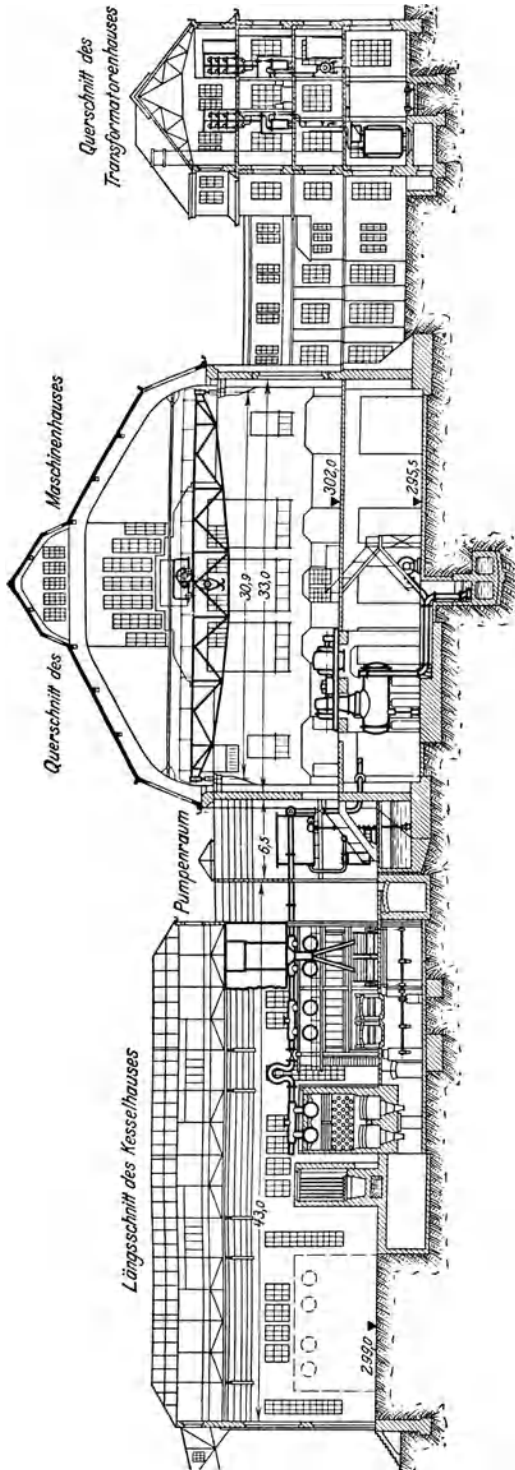 Längsschnitt des Kesselhauses
Pumpenraum
Querschnitt des Maschinenhauses
Querschnitt des
Transformatorenhauses
43,0
6,5
30,9
33,0
299,0
302,0
295,5